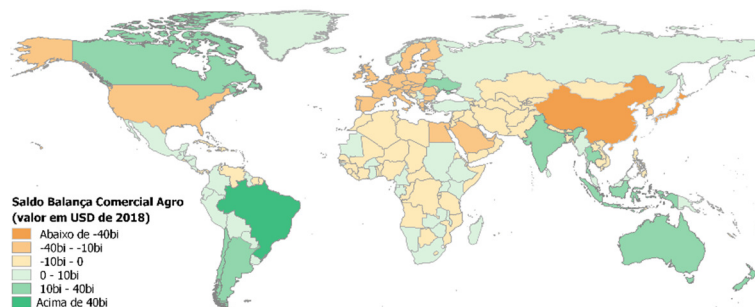 Saldo Balança Comercial Agro
(valor em USD de 2018)
Abaixo de -40bi
-40bi - -10bi
-10bi - 0
0 - 10bi
10bi - 40bi
Acima de 40bi